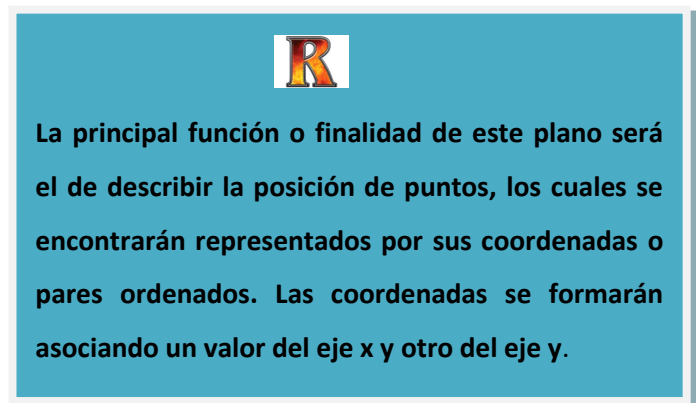 R
La principal función o finalidad de este plano será
el de describir la posición de puntos, los cuales se
encontrarán representados por sus coordenadas o
pares ordenados. Las coordenadas se formarán
asociando un valor del eje x y otro del eje y.